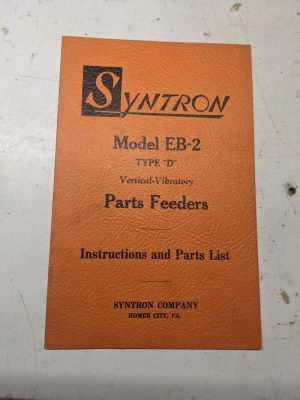 SYNTRON
Model EB-2
TYPE "D"
Vertical-Vibratory
Parts Feeders
Instructions and Parts List
SYNTRON COMPANY
HOMER CITY, PA.